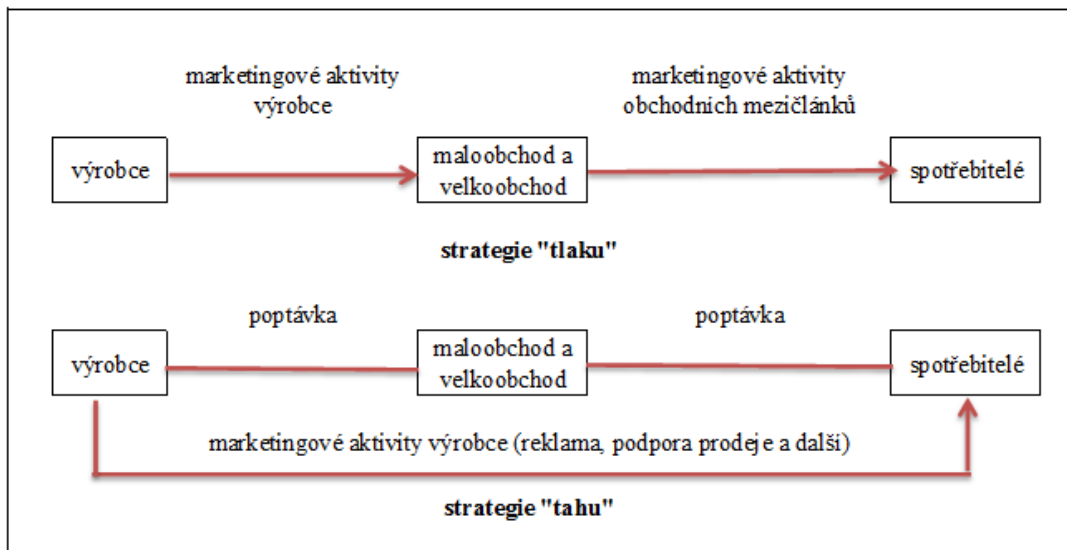 marketingové aktivity
výrobce
marketingové aktivity
obchodních mezičlánků
výrobce
maloobchod a
velkoobchod
spotřebitelé
strategie "tlaku"
poptávka
poptávka
výrobce
maloobchod a
velkoobchod
spotřebitelé
marketingové aktivity výrobce (reklama, podpora prodeje a další)
strategie "tahu"